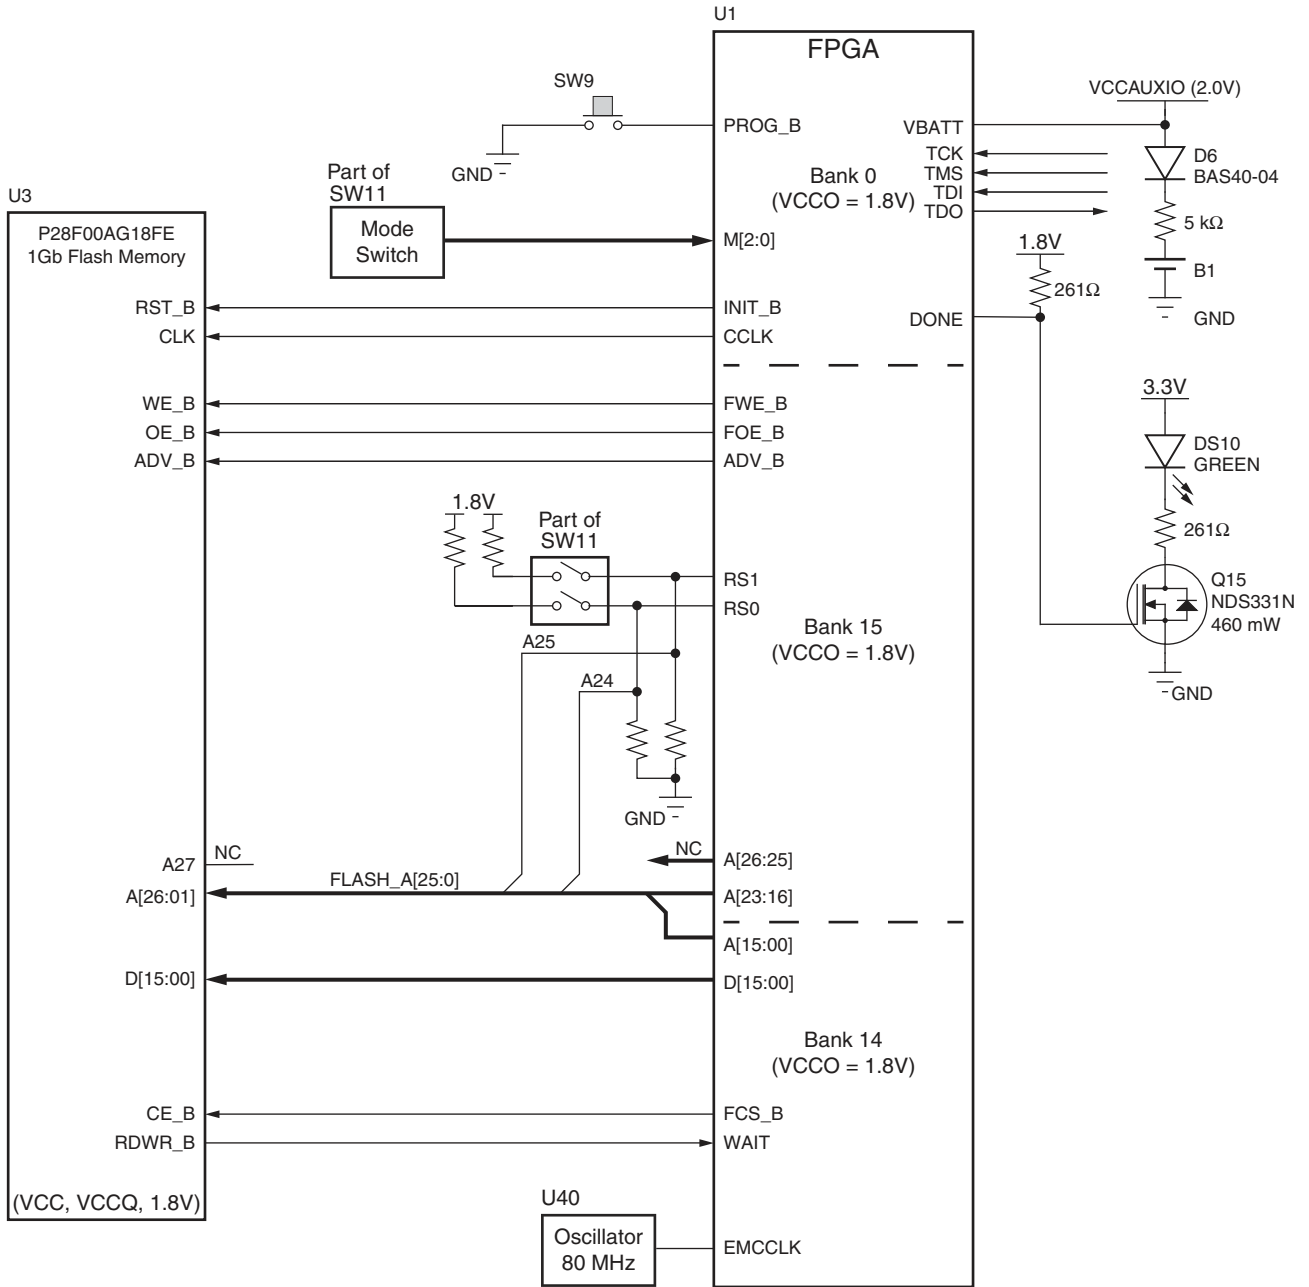 U1
FPGA
SW9
PROG_B
GND
Part of
SW11
Mode
Switch
M[2:0]
Bank 0
(VCCO = 1.8V)
VBATT
TCK
TMS
TDI
TDO
VCCAUXIO (2.0V)
D6
BAS40-04
5 kΩ
B1
GND
1.8V
261Ω
DONE
U3
P28F00AG18FE
1Gb Flash Memory
RST_B
INIT_B
CLK
CCLK
WE_B
FWE_B
OE_B
FOE_B
ADV_B
ADV_B
3.3V
DS10
GREEN
261Ω
Q15
NDS331N
460 mW
GND
1.8V
Part of
SW11
RS1
RS0
A25
A24
Bank 15
(VCCO = 1.8V)
GND
A27
NC
NC
A[26:25]
A[26:01]
FLASH_A[25:0]
A[23:16]
A[15:00]
D[15:00]
D[15:00]
Bank 14
(VCCO = 1.8V)
CE_B
FCS_B
RDWR_B
WAIT
(VCC, VCCQ, 1.8V)
U40
Oscillator
80 MHz
EMCCLK